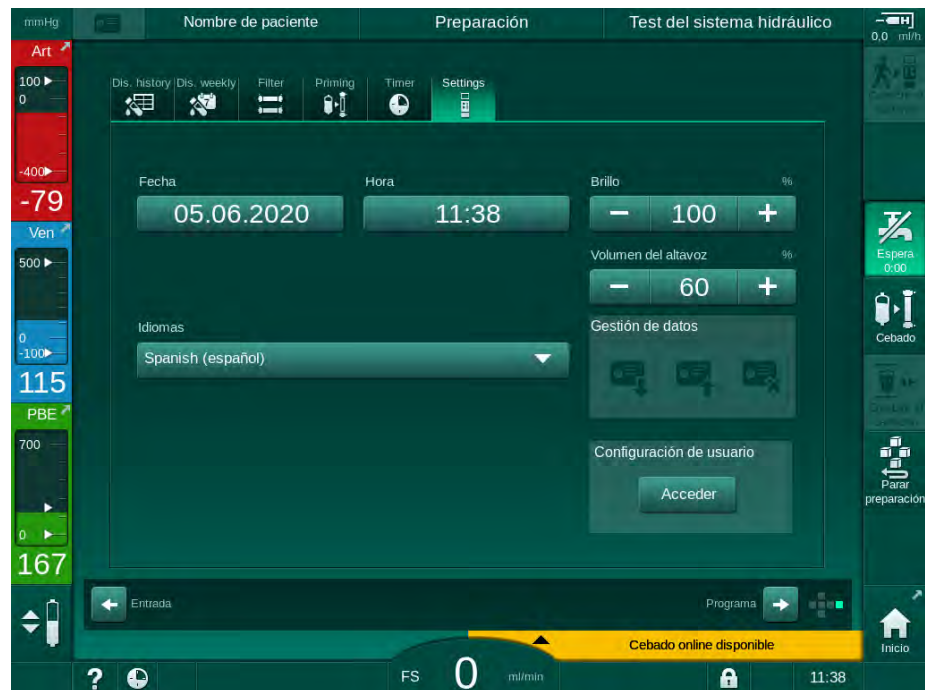 mmHg
Nombre de paciente
Preparación
Test del sistema hidráulico
0,0 ml/h
Art
100
0
-400
-79
Ven
500
0
-100
115
PBE
700
0
167
Dis. history
Dis. weekly
Filter
Priming
Timer
Settings
7
Fecha
Hora
Brillo %
05.06.2020
11:38
− 100 +
Volumen del altavoz %
− 60 +
Idiomas
Gestión de datos
Spanish (español)
Configuración de usuario
Acceder
Entrada
Programa
Cebado online disponible
? FS 0 ml/min 11:38
Espera
0:00
Cebado
Parar
preparación
Inicio